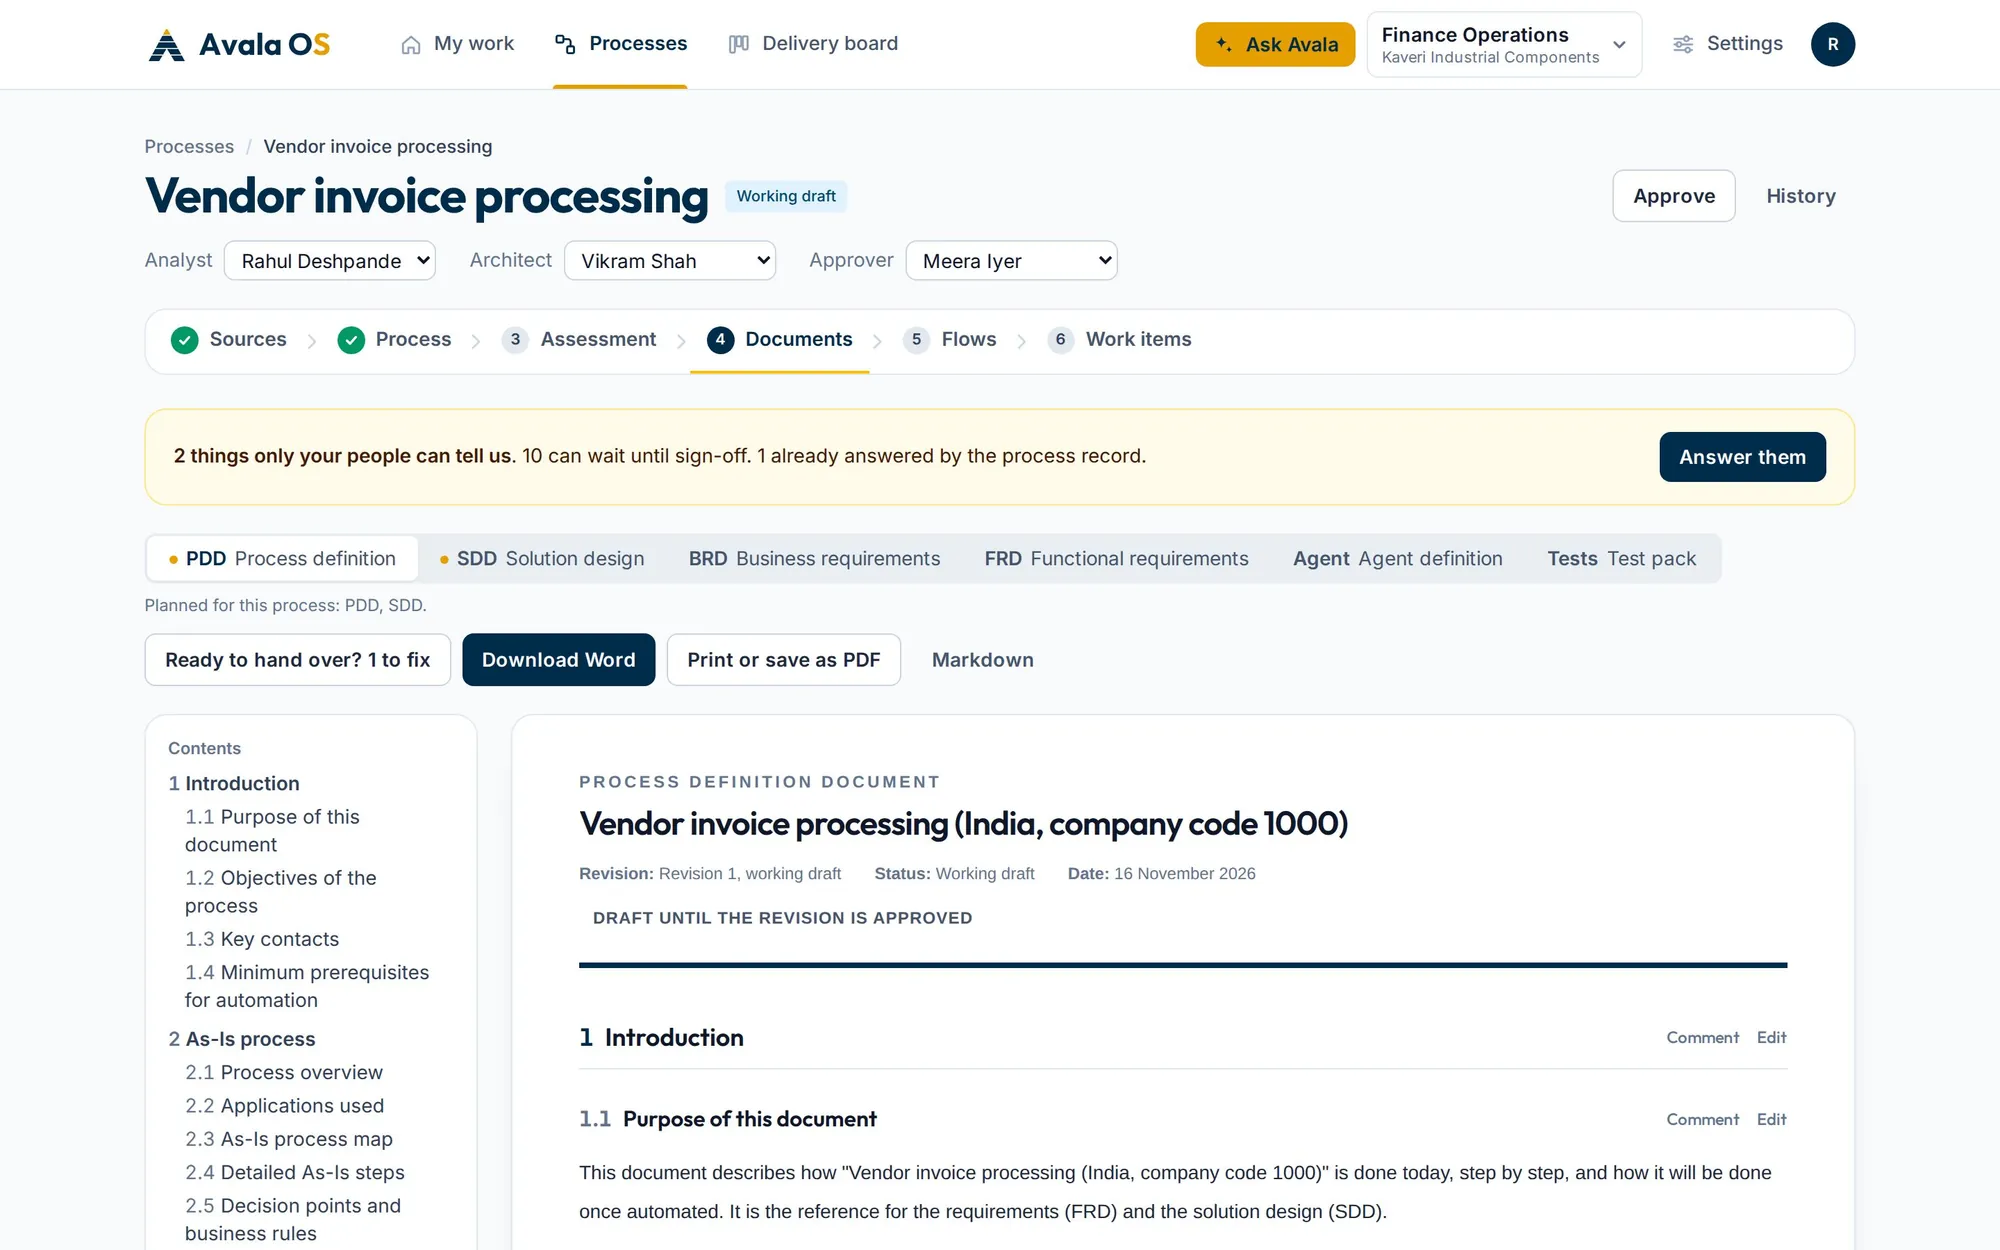 Avala OS
My work
Processes
Delivery board
Ask Avala
Finance Operations
Kaveri Industrial Components
Settings
R
Processes / Vendor invoice processing
Vendor invoice processing
Working draft
Approve
History
Analyst Rahul Deshpande
Architect Vikram Shah
Approver Meera Iyer
Sources
Process
3 Assessment
4 Documents
5 Flows
6 Work items
2 things only your people can tell us. 10 can wait until sign-off. 1 already answered by the process record.
Answer them
PDD Process definition
SDD Solution design
BRD Business requirements
FRD Functional requirements
Agent Agent definition
Tests Test pack
Planned for this process: PDD, SDD.
Ready to hand over? 1 to fix
Download Word
Print or save as PDF
Markdown
Contents
1 Introduction
1.1 Purpose of this
document
1.2 Objectives of the
process
1.3 Key contacts
1.4 Minimum prerequisites
for automation
2 As-Is process
2.1 Process overview
2.2 Applications used
2.3 As-Is process map
2.4 Detailed As-Is steps
2.5 Decision points and
business rules
PROCESS DEFINITION DOCUMENT
Vendor invoice processing (India, company code 1000)
Revision: Revision 1, working draft
Status: Working draft
Date: 16 November 2026
DRAFT UNTIL THE REVISION IS APPROVED
1 Introduction
Comment Edit
1.1 Purpose of this document
Comment Edit
This document describes how "Vendor invoice processing (India, company code 1000)" is done today, step by step, and how it will be done
once automated. It is the reference for the requirements (FRD) and the solution design (SDD).